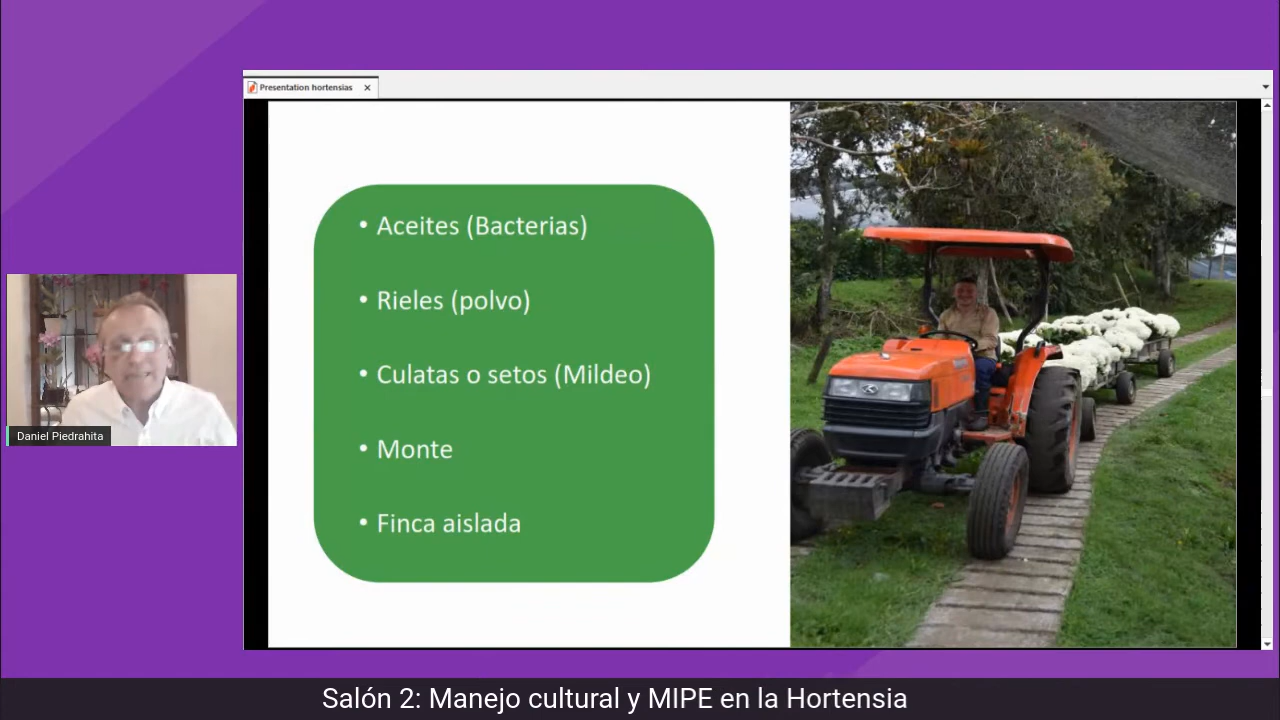 Presentation hortensias
• Aceites (Bacterias)
• Rieles (polvo)
• Culatas o setos (Mildeo)
• Monte
• Finca aislada
Daniel Piedrahita
Salón 2: Manejo cultural y MIPE en la Hortensia